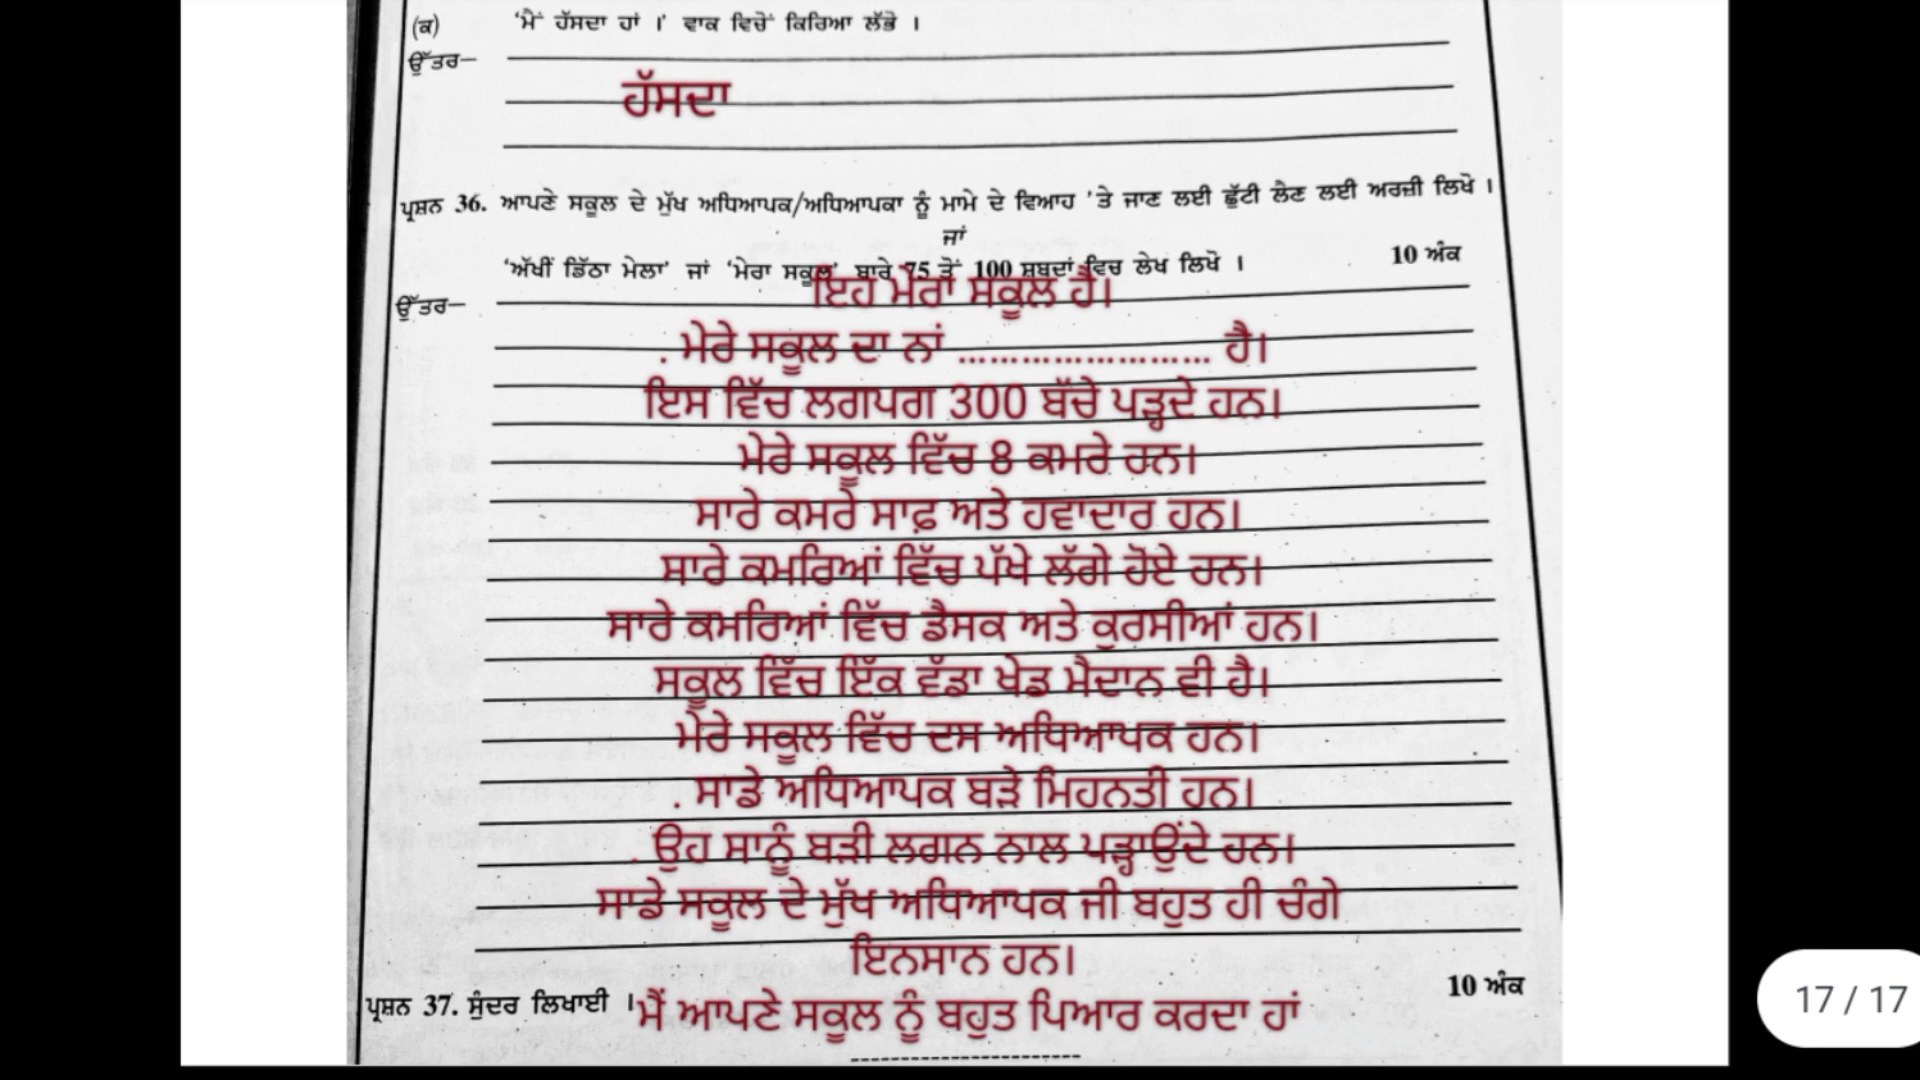 (ਕ) 'ਮੈਂ ਹੱਸਦਾ ਹਾਂ ।' ਵਾਕ ਵਿਚੋਂ ਕਿਰਿਆ ਲੱਭੋ ।
ਉੱਤਰ—
ਹੱਸਦਾ
ਪ੍ਰਸ਼ਨ 36. ਆਪਣੇ ਸਕੂਲ ਦੇ ਮੁੱਖ ਅਧਿਆਪਕ/ਅਧਿਆਪਕਾ ਨੂੰ ਮਾਮੇ ਦੇ ਵਿਆਹ 'ਤੇ ਜਾਣ ਲਈ ਛੁੱਟੀ ਲੈਣ ਲਈ ਅਰਜ਼ੀ ਲਿਖੋ ।
ਜਾਂ
'ਅੱਖੀਂ ਡਿੱਠਾ ਮੇਲਾ' ਜਾਂ 'ਮੇਰਾ ਸਕੂਲ' ਬਾਰੇ 75 ਤੋਂ 100 ਸ਼ਬਦਾਂ ਵਿਚ ਲੇਖ ਲਿਖੋ । 10 ਅੰਕ
ਉੱਤਰ—
ਇਹ ਮੇਰਾ ਸਕੂਲ ਹੈ।
. ਮੇਰੇ ਸਕੂਲ ਦਾ ਨਾਂ ........................ ਹੈ।
ਇਸ ਵਿੱਚ ਲਗਪਗ 300 ਬੱਚੇ ਪੜ੍ਹਦੇ ਹਨ।
ਮੇਰੇ ਸਕੂਲ ਵਿੱਚ 8 ਕਮਰੇ ਹਨ।
ਸਾਰੇ ਕਮਰੇ ਸਾਫ਼ ਅਤੇ ਹਵਾਦਾਰ ਹਨ।
ਸਾਰੇ ਕਮਰਿਆਂ ਵਿੱਚ ਪੱਖੇ ਲੱਗੇ ਹੋਏ ਹਨ।
ਸਾਰੇ ਕਮਰਿਆਂ ਵਿੱਚ ਡੈਸਕ ਅਤੇ ਕੁਰਸੀਆਂ ਹਨ।
ਸਕੂਲ ਵਿੱਚ ਇੱਕ ਵੱਡਾ ਖੇਡ ਮੈਦਾਨ ਵੀ ਹੈ।
ਮੇਰੇ ਸਕੂਲ ਵਿੱਚ ਦਸ ਅਧਿਆਪਕ ਹਨ।
. ਸਾਡੇ ਅਧਿਆਪਕ ਬੜੇ ਮਿਹਨਤੀ ਹਨ।
. ਉਹ ਸਾਨੂੰ ਬੜੀ ਲਗਨ ਨਾਲ ਪੜ੍ਹਾਉਂਦੇ ਹਨ।
ਸਾਡੇ ਸਕੂਲ ਦੇ ਮੁੱਖ ਅਧਿਆਪਕ ਜੀ ਬਹੁਤ ਹੀ ਚੰਗੇ
ਇਨਸਾਨ ਹਨ।
ਮੈਂ ਆਪਣੇ ਸਕੂਲ ਨੂੰ ਬਹੁਤ ਪਿਆਰ ਕਰਦਾ ਹਾਂ
ਪ੍ਰਸ਼ਨ 37. ਸੁੰਦਰ ਲਿਖਾਈ । 10 ਅੰਕ
-----------------------
17 / 17